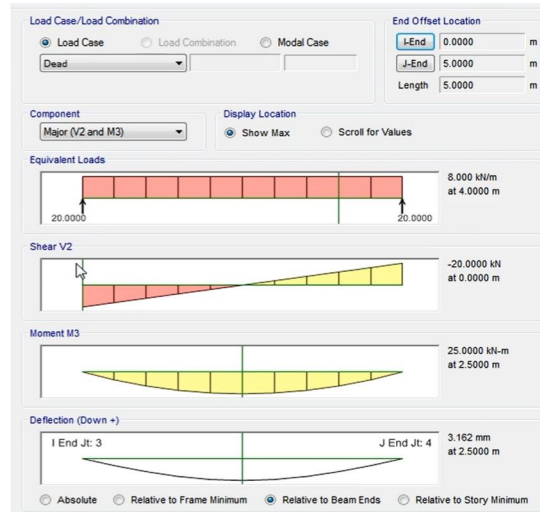 Load Case/Load Combination
End Offset Location
Load Case Load Combination Modal Case
I-End 0.0000 m
Dead
J-End 5.0000 m
Length 5.0000 m
Component
Display Location
Major (V2 and M3)
Show Max Scroll for Values
Equivalent Loads
8.000 kN/m
at 4.0000 m
20.0000 20.0000
Shear V2
-20.0000 kN
at 0.0000 m
Moment M3
25.0000 kN-m
at 2.5000 m
Deflection (Down +)
I End Jt: 3 J End Jt: 4
3.162 mm
at 2.5000 m
Absolute Relative to Frame Minimum Relative to Beam Ends Relative to Story Minimum